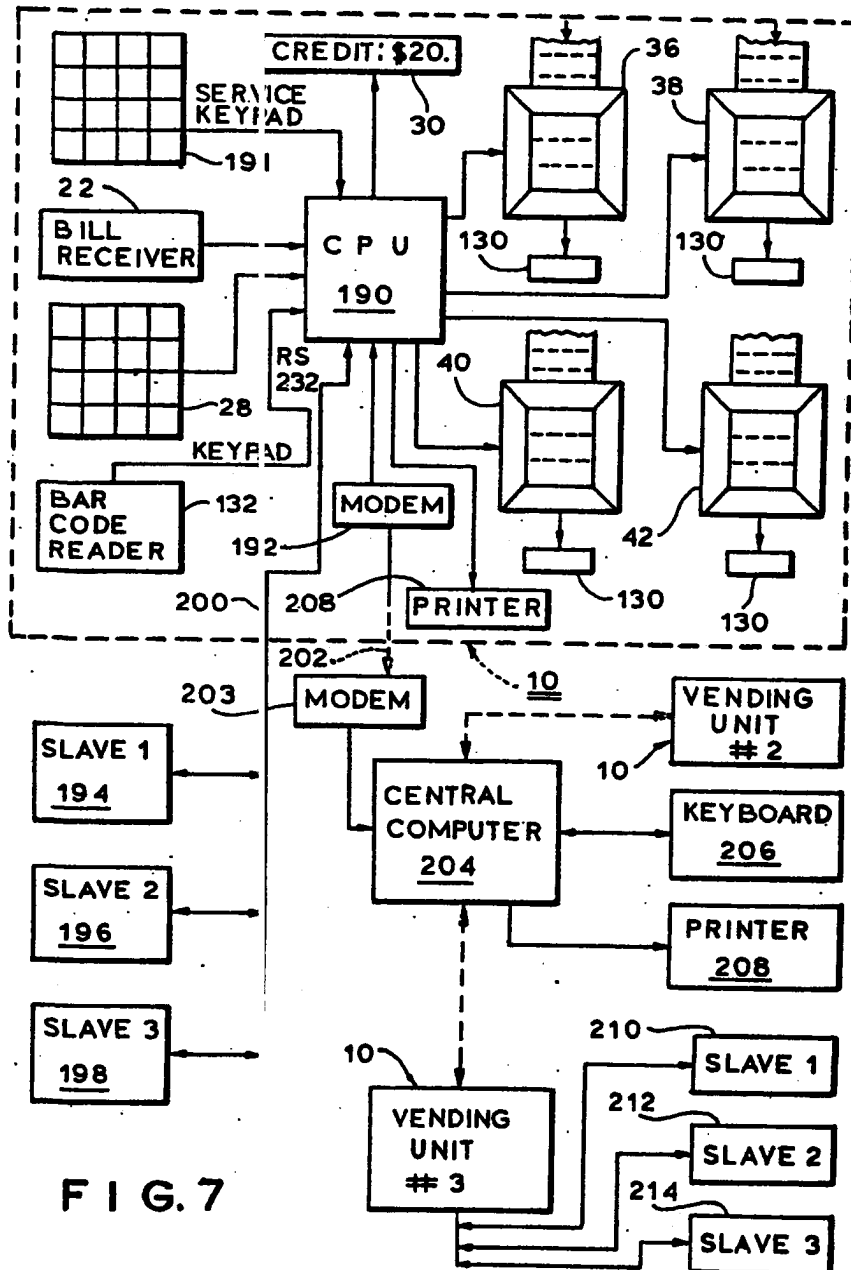 CREDIT: $20.
30
36
38
SERVICE
KEYPAD
191
22
BILL
RECEIVER
CPU
190
130
130
28
RS
232
40
42
KEYPAD
BAR
CODE
READER
132
MODEM
192
200
208
PRINTER
130
130
202
10
203
MODEM
VENDING
UNIT
# 2
10
SLAVE 1
194
CENTRAL
COMPUTER
204
KEYBOARD
206
SLAVE 2
196
PRINTER
208
SLAVE 3
198
10
VENDING
UNIT
# 3
210
SLAVE 1
212
SLAVE 2
214
SLAVE 3
FIG. 7